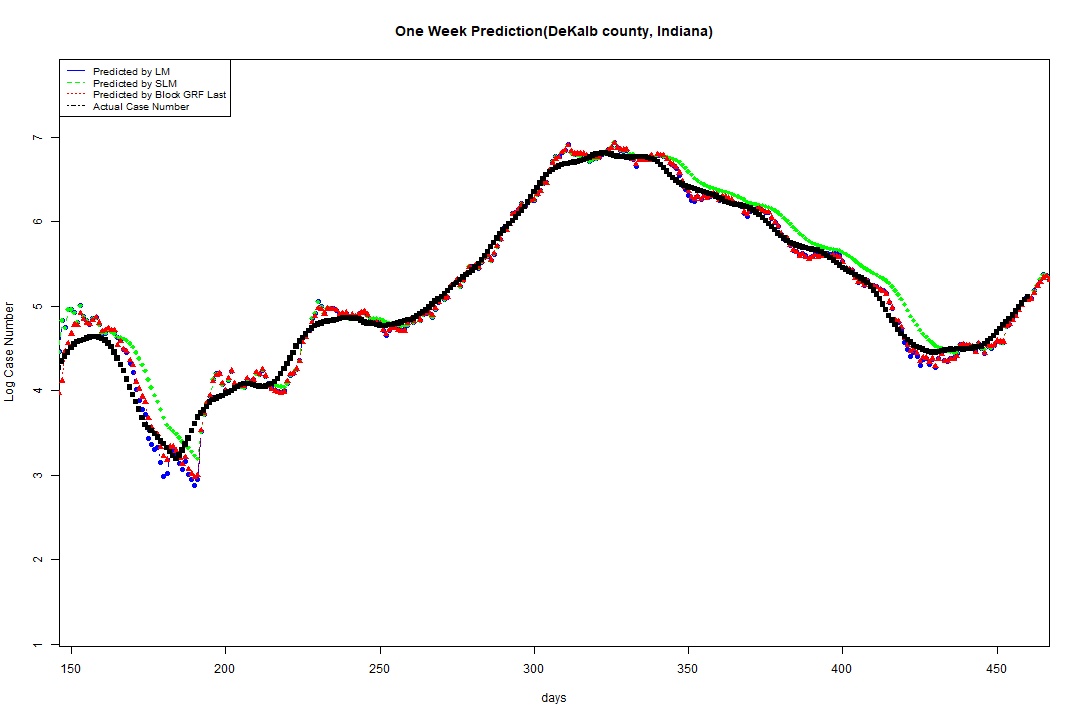 One Week Prediction(DeKalb county, Indiana)
Predicted by LM
Predicted by SLM
Predicted by Block GRF Last
Actual Case Number
Log Case Number
7
6
5
4
3
2
1
150 200 250 300 350 400 450
days